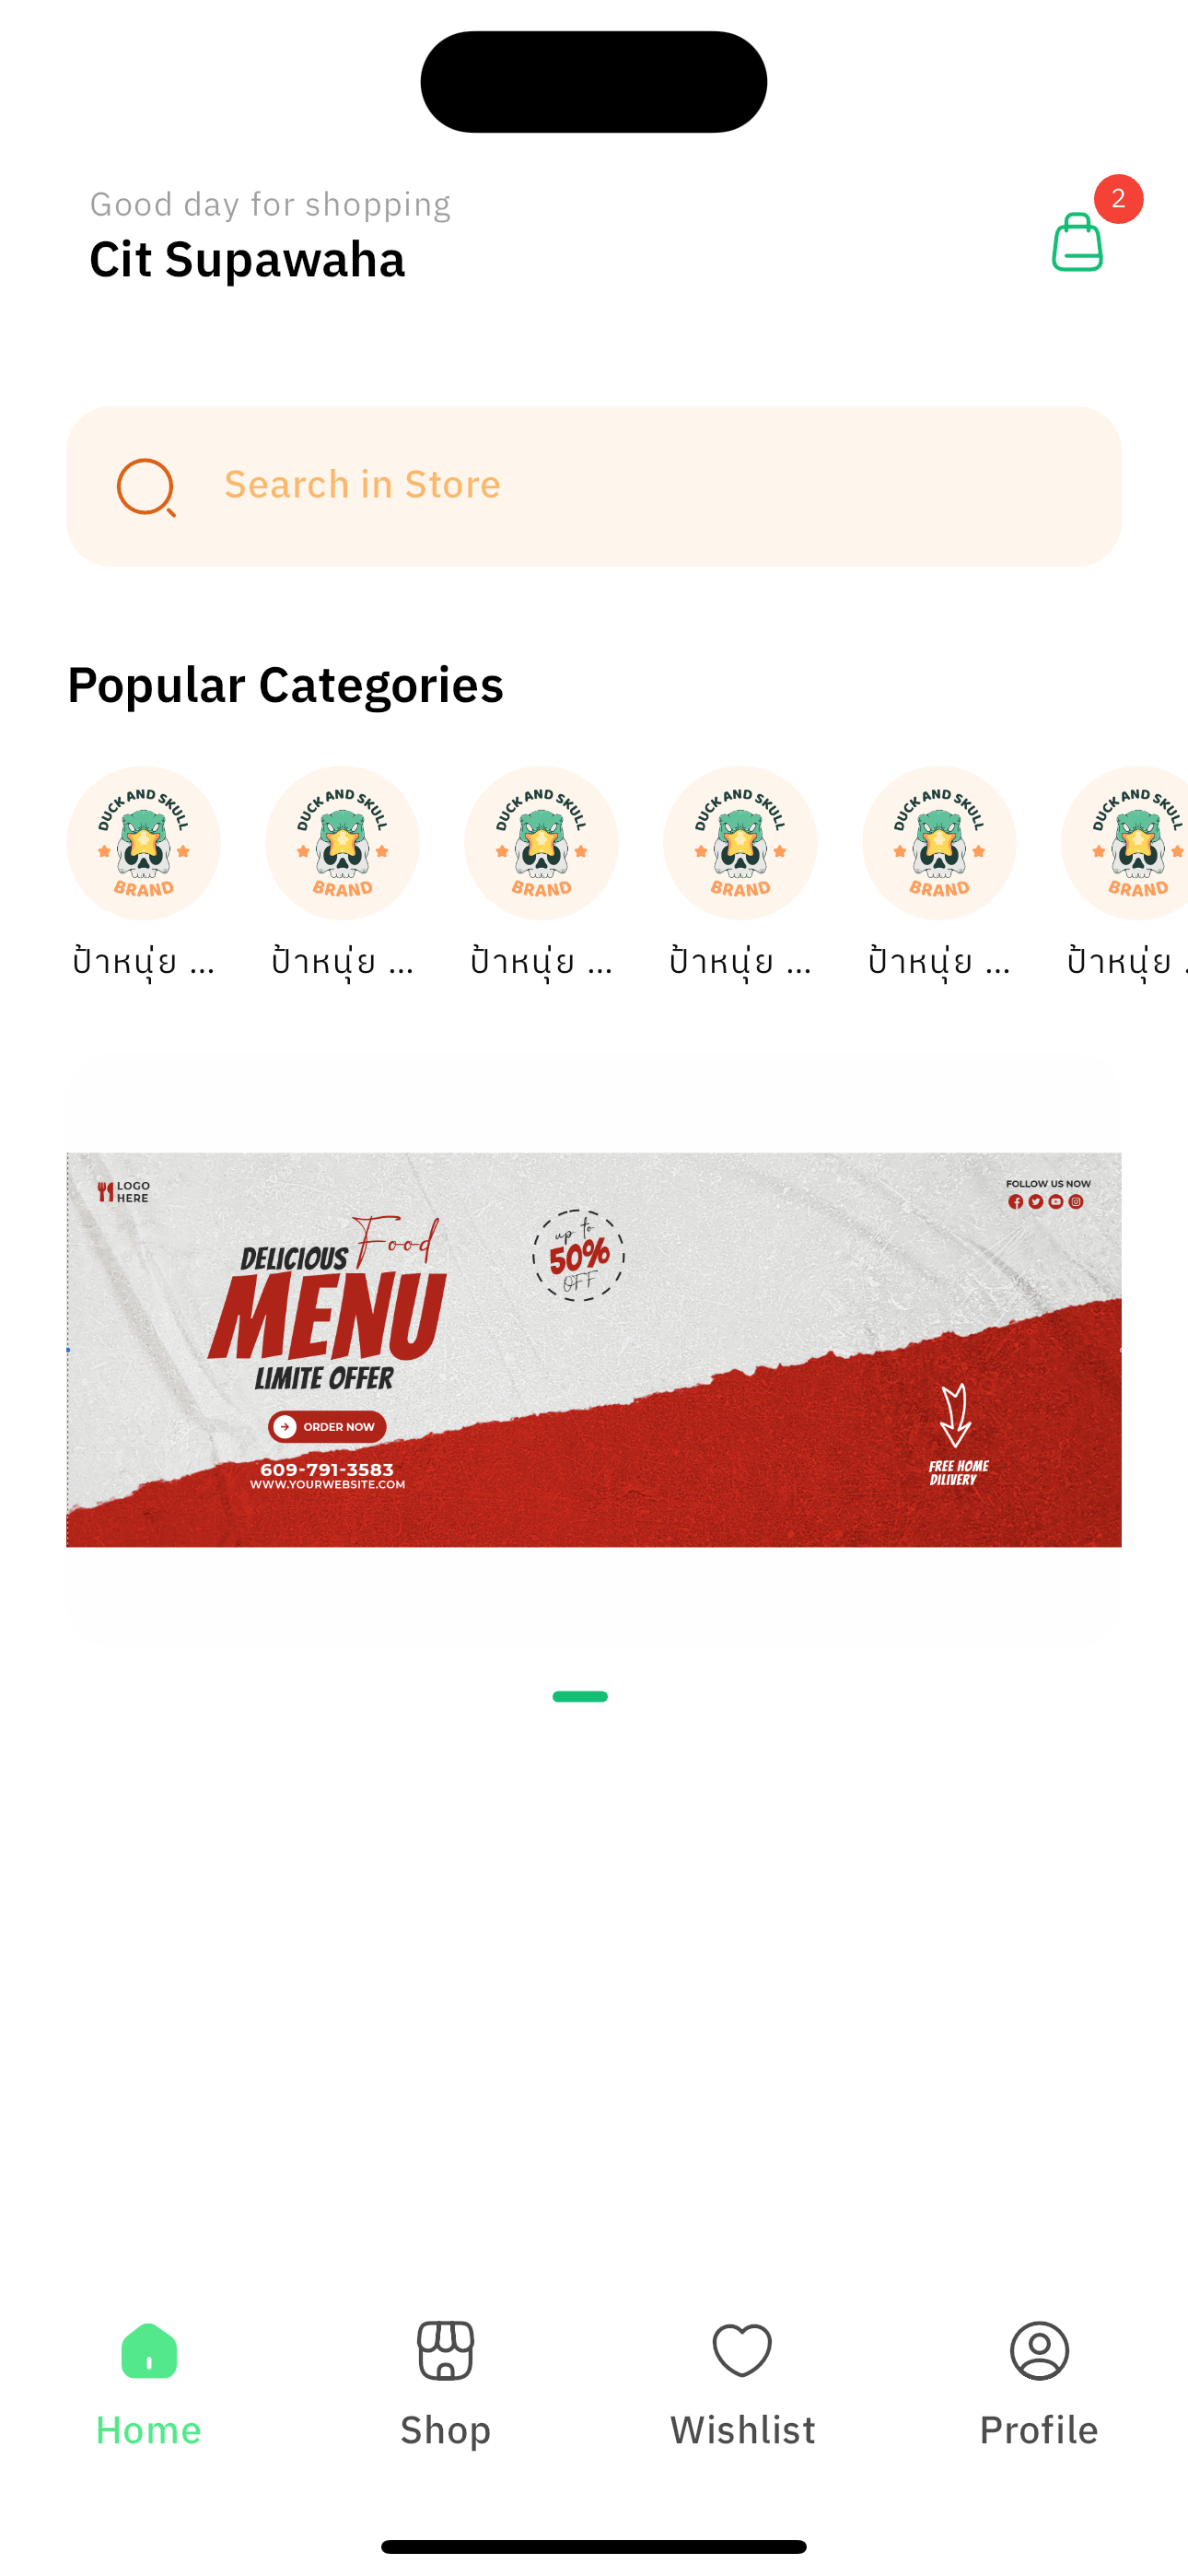 Good day for shopping
2
Cit Supawaha
Search in Store
Popular Categories
DUCK AND SKULL
BRAND
DUCK AND SKULL
BRAND
DUCK AND SKULL
BRAND
DUCK AND SKULL
BRAND
DUCK AND SKULL
BRAND
DUCK AND SKULL
BRAND
ป้าหนุ่ย ...
ป้าหนุ่ย ...
ป้าหนุ่ย ...
ป้าหนุ่ย ...
ป้าหนุ่ย ...
ป้าหนุ่ย .
LOGO
HERE
FOLLOW US NOW
DELICIOUS Food
MENU
LIMITE OFFER
up to
50%
OFF
ORDER NOW
609-791-3583
WWW.YOURWEBSITE.COM
FREE HOME
DILIVERY
Home
Shop
Wishlist
Profile